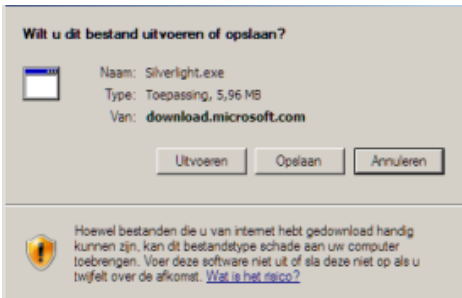 Wilt u dit bestand uitvoeren of opslaan?
Naam: Silverlight.exe
Type: Toepassing, 5,96 MB
Van: download.microsoft.com
Uitvoeren Opslaan Annuleren
Hoewel bestanden die u van internet hebt gedownload handig
kunnen zijn, kan dit bestandstype schade aan uw computer
toebrengen. Voer deze software niet uit of sla deze niet op als u
twijfelt over de afkomst. Wat is het risico?